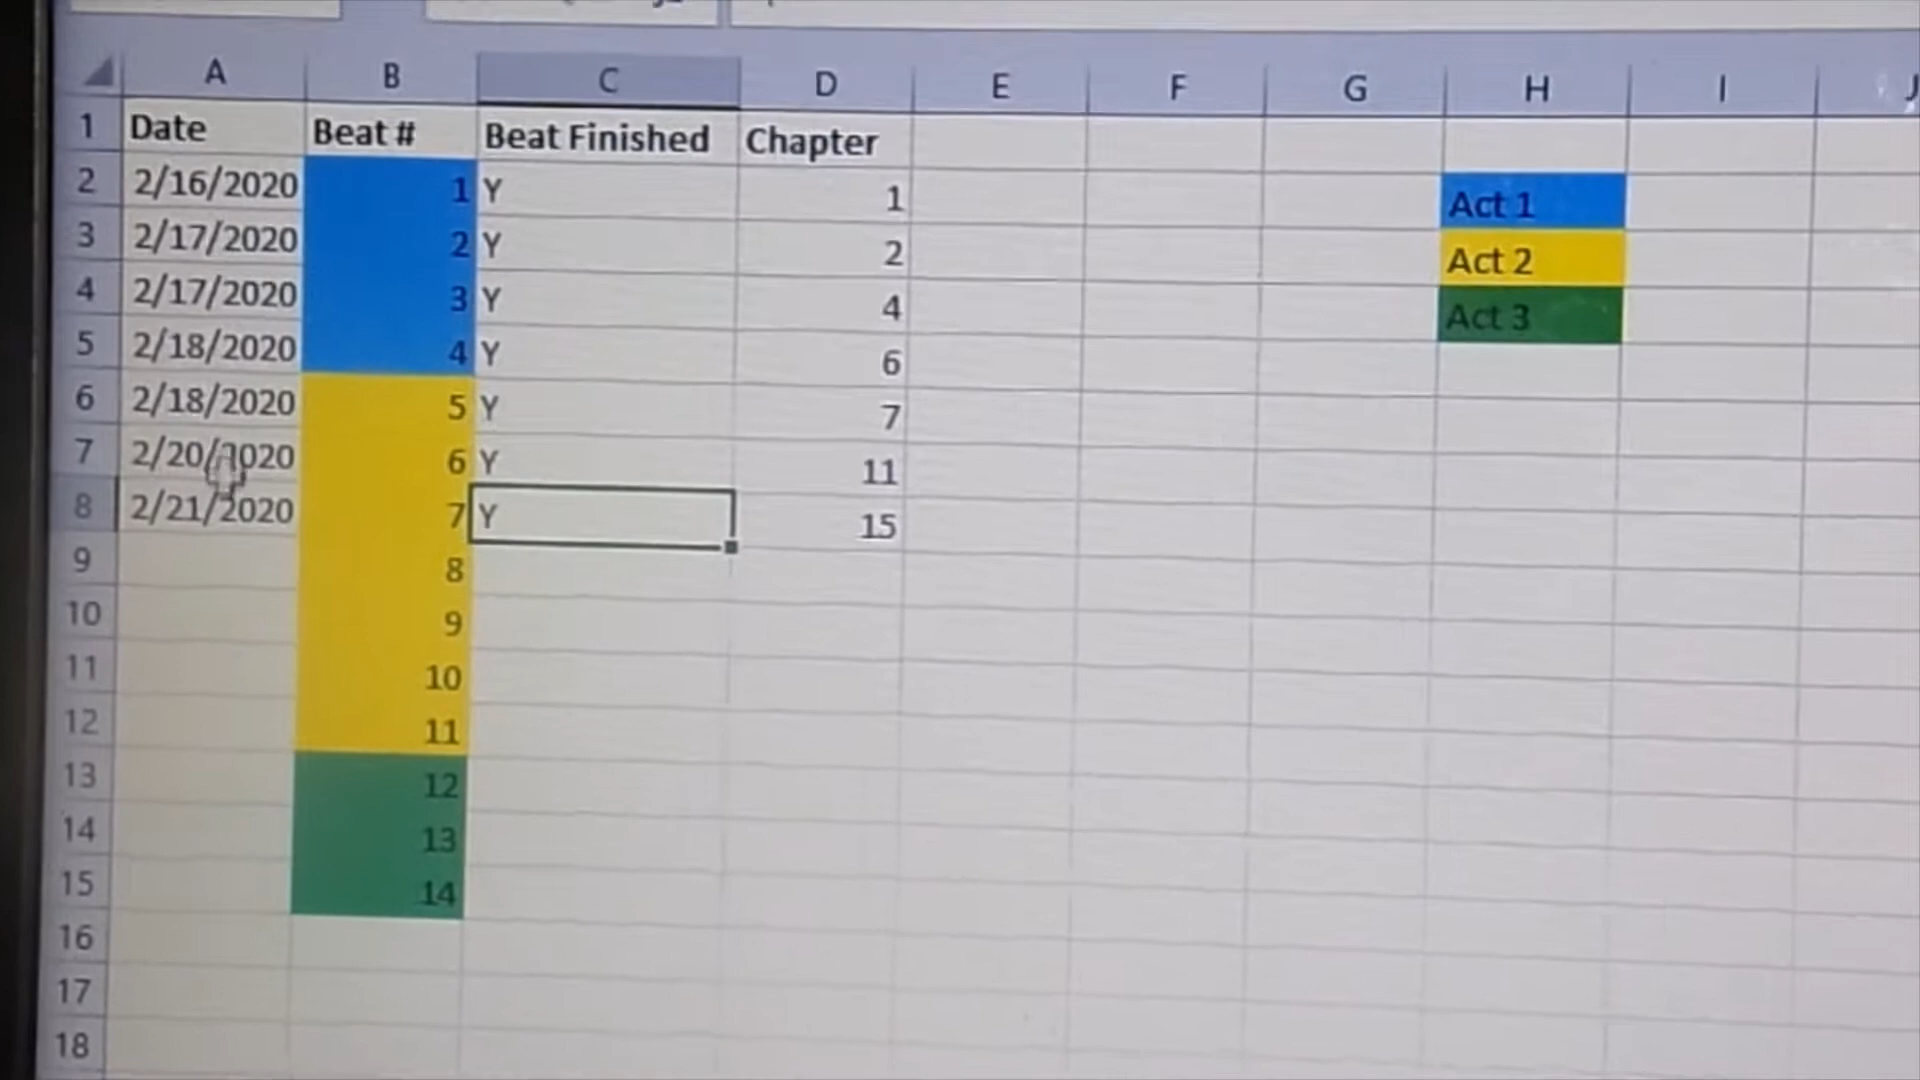 A B C D E F G H I J
1 Date Beat # Beat Finished Chapter
2 2/16/2020 1 Y 1 Act 1
3 2/17/2020 2 Y 2 Act 2
4 2/17/2020 3 Y 4 Act 3
5 2/18/2020 4 Y 6
6 2/18/2020 5 Y 7
7 2/20/2020 6 Y 11
8 2/21/2020 7 Y 15
9 8
10 9
11 10
12 11
13 12
14 13
15 14
16
17
18